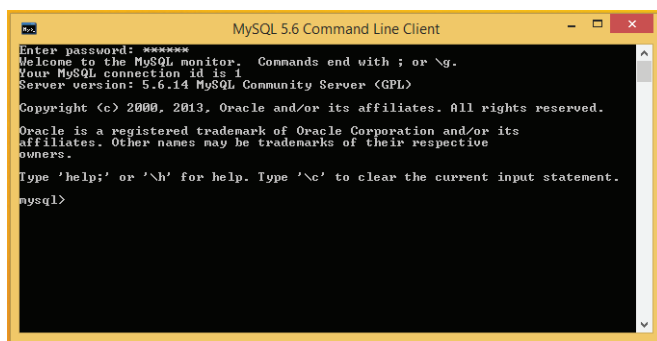 MySQL 5.6 Command Line Client
Enter password: ******
Welcome to the MySQL monitor.  Commands end with ; or \g.
Your MySQL connection id is 1
Server version: 5.6.14 MySQL Community Server (GPL)
Copyright (c) 2000, 2013, Oracle and/or its affiliates. All rights reserved.
Oracle is a registered trademark of Oracle Corporation and/or its
affiliates. Other names may be trademarks of their respective
owners.
Type 'help;' or '\h' for help. Type '\c' to clear the current input statement.
mysql>